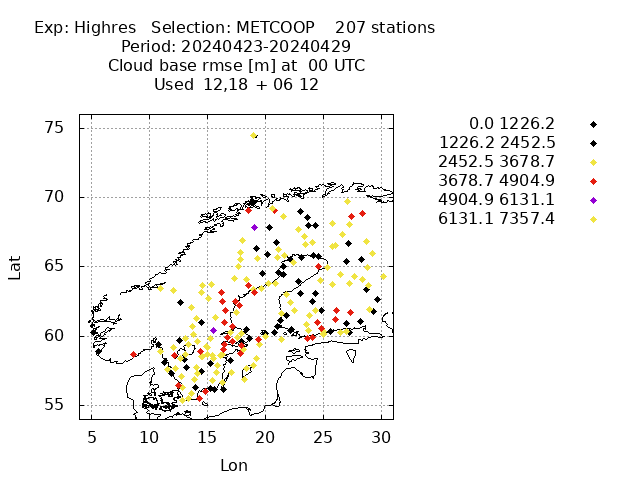 Exp: Highres   Selection: METCOOP    207 stations
Period: 20240423-20240429
Cloud base rmse [m] at  00 UTC
Used  12,18 + 06 12
0.0 1226.2
1226.2 2452.5
2452.5 3678.7
3678.7 4904.9
4904.9 6131.1
6131.1 7357.4
75
70
65
60
55
Lat
5 10 15 20 25 30
Lon